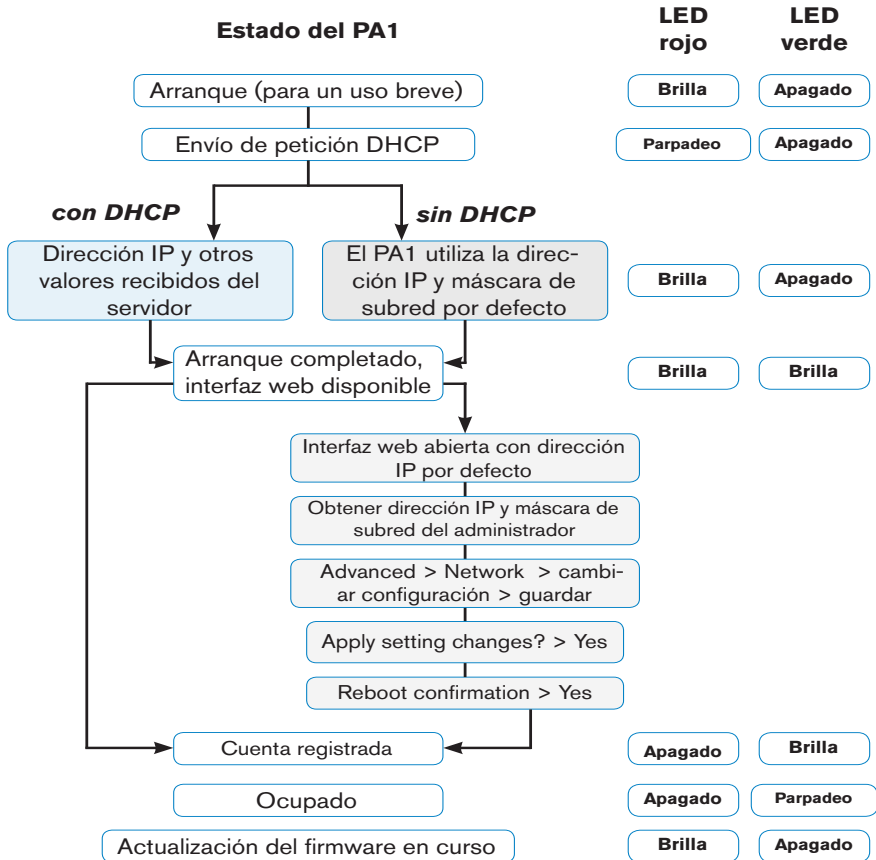 Estado del PA1
LED
rojo
LED
verde
Arranque (para un uso breve)
Brilla
Apagado
Envío de petición DHCP
Parpadeo
Apagado
con DHCP
sin DHCP
Dirección IP y otros
valores recibidos del
servidor
El PA1 utiliza la direc-
ción IP y máscara de
subred por defecto
Brilla
Apagado
Arranque completado,
interfaz web disponible
Brilla
Brilla
Interfaz web abierta con dirección
IP por defecto
Obtener dirección IP y máscara de
subred del administrador
Advanced > Network > cambi-
ar configuración > guardar
Apply setting changes? > Yes
Reboot confirmation > Yes
Cuenta registrada
Apagado
Brilla
Ocupado
Apagado
Parpadeo
Actualización del firmware en curso
Brilla
Apagado